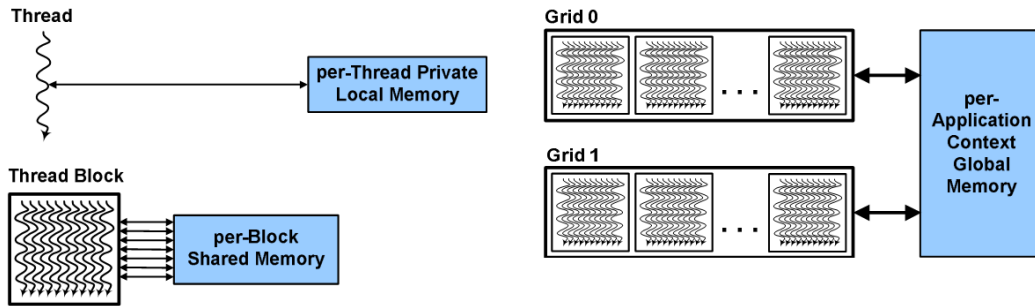 Thread
per-Thread Private
Local Memory
Thread Block
per-Block
Shared Memory
Grid 0
. . .
Grid 1
. . .
per-
Application
Context
Global
Memory